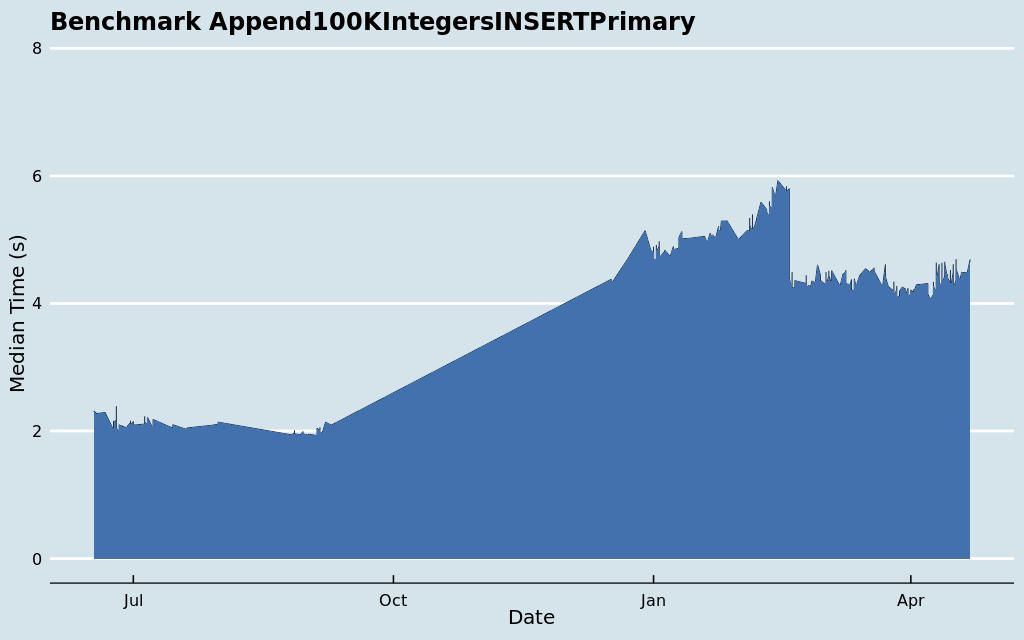 Benchmark Append100KIntegersINSERTPrimary
8
6
4
2
0
Median Time (s)
Jul
Oct
Jan
Apr
Date